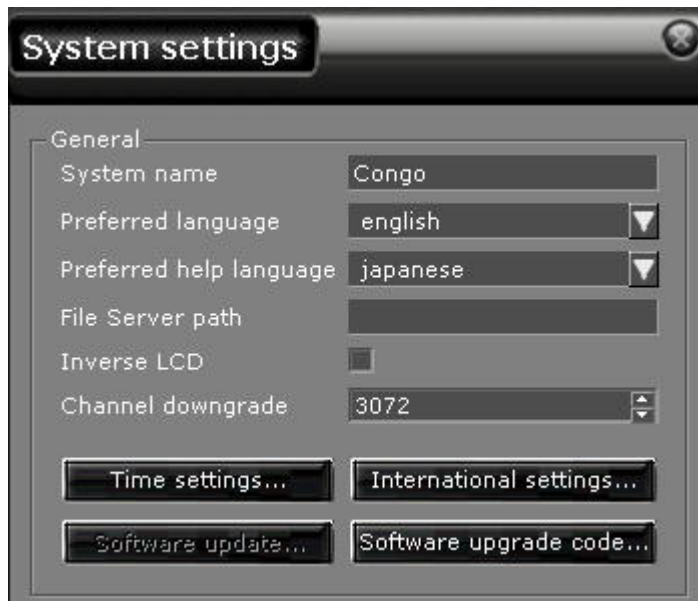 System settings
General
System name Congo
Preferred language english
Preferred help language japanese
File Server path
Inverse LCD
Channel downgrade 3072
Time settings... International settings...
Software update... Software upgrade code...